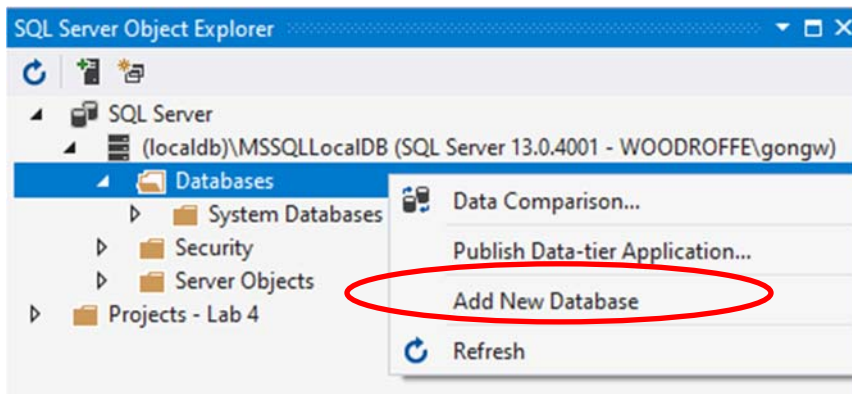 SQL Server Object Explorer
SQL Server
(localdb)\MSSQLLocalDB (SQL Server 13.0.4001 - WOODROFFE\gongw)
Databases
System Databases
Security
Server Objects
Projects - Lab 4
Data Comparison...
Publish Data-tier Application...
Add New Database
Refresh